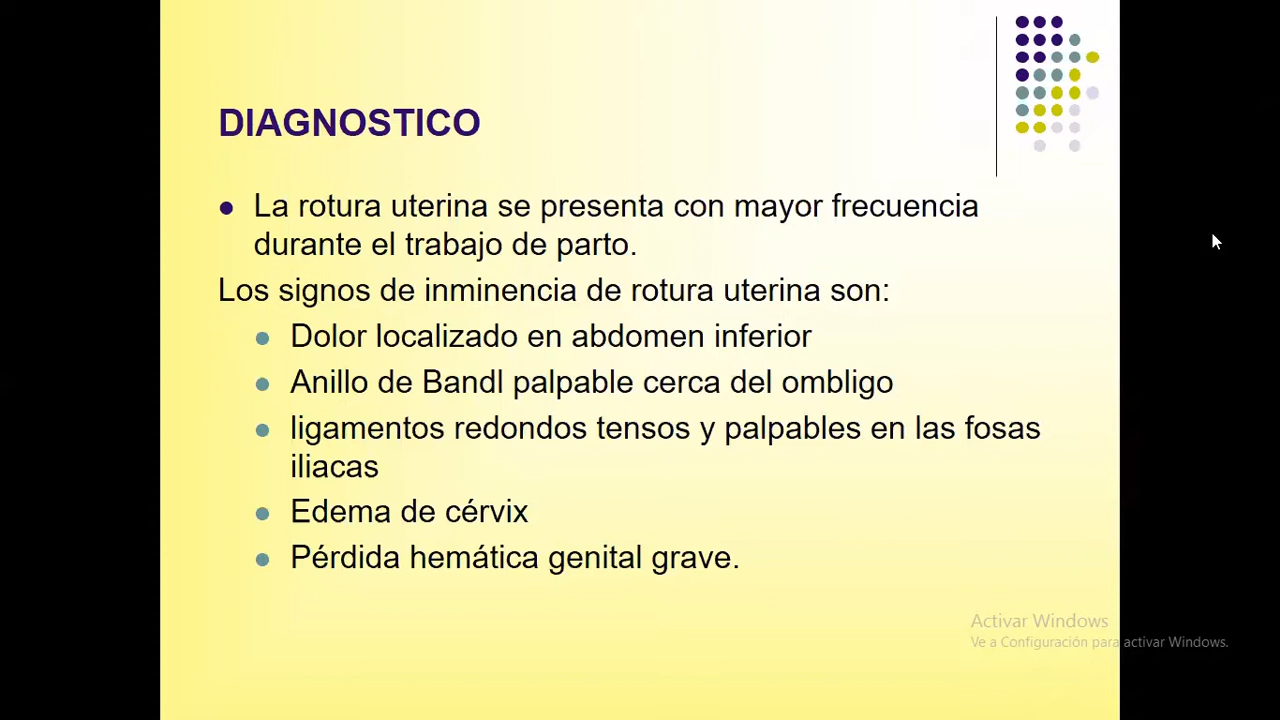 DIAGNOSTICO
La rotura uterina se presenta con mayor frecuencia
durante el trabajo de parto.
Los signos de inminencia de rotura uterina son:
Dolor localizado en abdomen inferior
Anillo de Bandl palpable cerca del ombligo
ligamentos redondos tensos y palpables en las fosas
iliacas
Edema de cérvix
Pérdida hemática genital grave.
Activar Windows
Ve a Configuración para activar Windows.